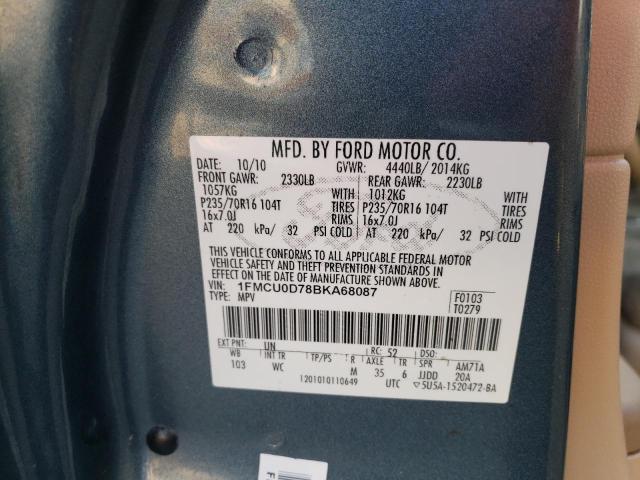 MFD. BY FORD MOTOR CO.
DATE: 10/10 GVWR: 4440LB/ 2014KG
FRONT GAWR: 2330LB REAR GAWR: 2230LB
1057KG WITH 1012KG WITH
P235/70R16 104T TIRES P235/70R16 104T TIRES
16x7.0J RIMS 16x7.0J RIMS
AT 220 kPa/ 32 PSI COLD AT 220 kPa/ 32 PSI COLD
THIS VEHICLE CONFORMS TO ALL APPLICABLE FEDERAL MOTOR
VEHICLE SAFETY AND THEFT PREVENTION STANDARDS IN
EFFECT ON THE DATE OF MANUFACTURE SHOWN ABOVE.
VIN: 1FMCU0D78BKA68087 F0103
TYPE: MPV T0279
EXT PNT: UN RC: 52 DSO:
WB INT TR TP/PS R AXLE TR SPR AM71A
103 WC M 35 6 JJDD 20A
1201010110649 UTC 5U5A-1520472-BA
F